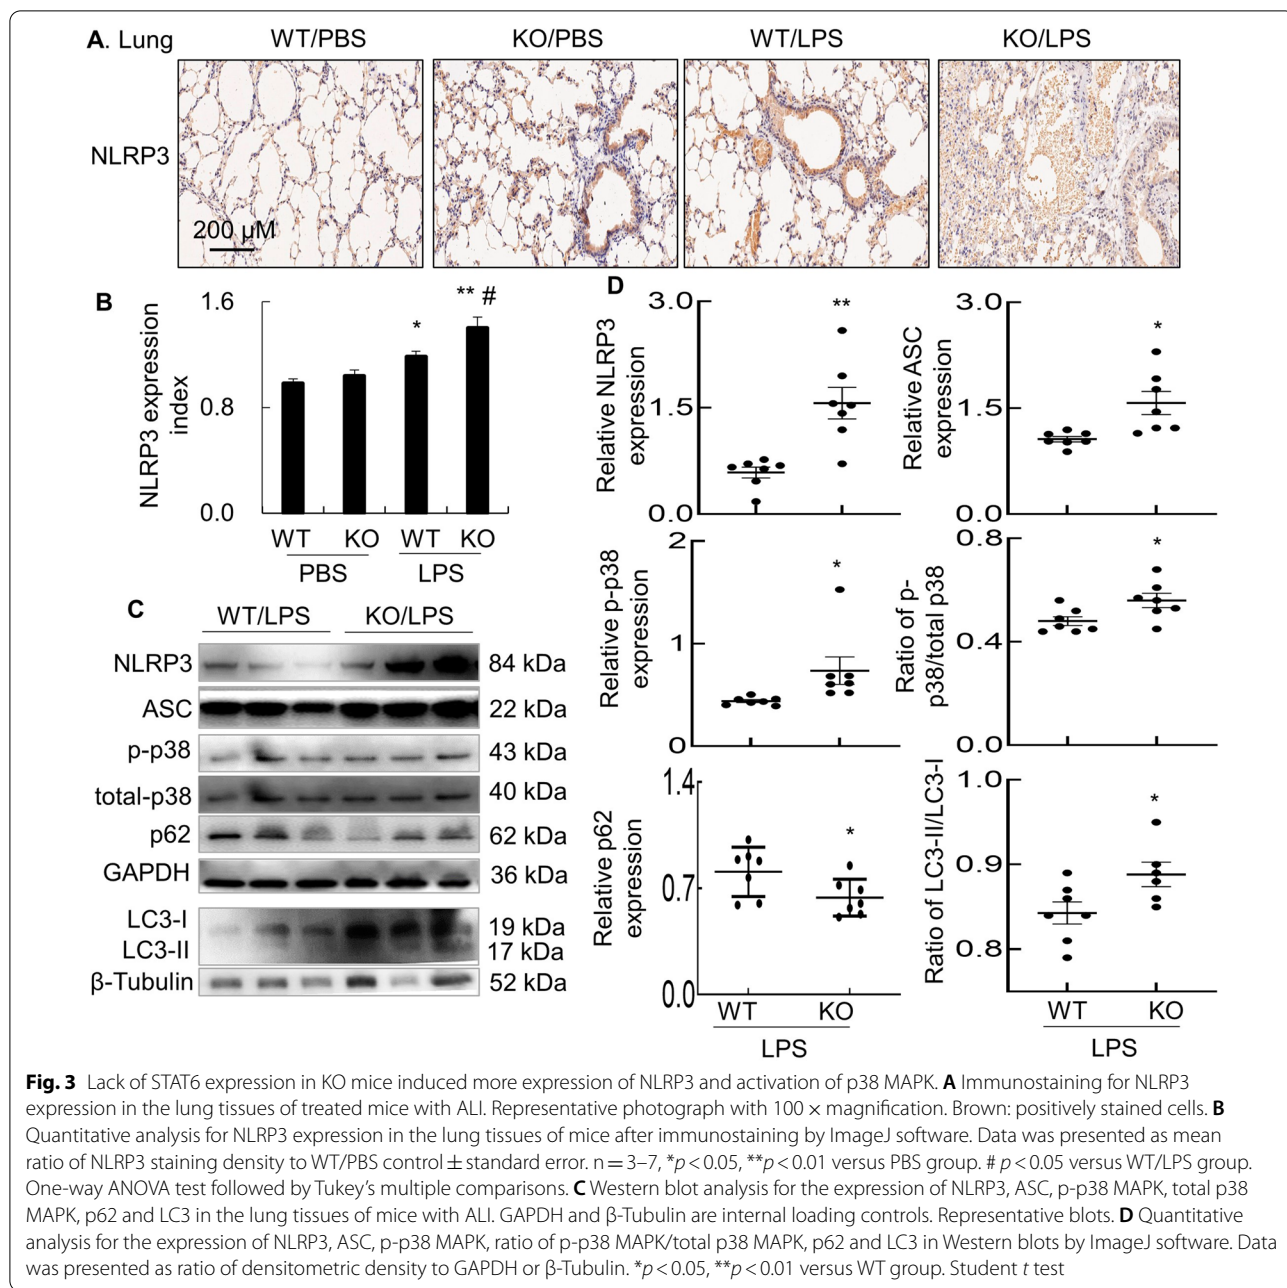 A. Lung WT/PBS KO/PBS WT/LPS KO/LPS
NLRP3
200 µM
B
NLRP3 expression
index
1.6
0.8
0.0
*
** #
WT KO WT KO
PBS LPS
C
WT/LPS KO/LPS
NLRP3 84 kDa
ASC 22 kDa
p-p38 43 kDa
total-p38 40 kDa
p62 62 kDa
GAPDH 36 kDa
LC3-I 19 kDa
LC3-II 17 kDa
β-Tubulin 52 kDa
D
Relative NLRP3
expression
3.0
1.5
0.0
**
Relative ASC
expression
3.0
1.5
0.0
*
Relative p-p38
expression
2
1
0
*
Ratio of p-
p38/total p38
0.8
0.4
0.0
*
Relative p62
expression
1.4
0.7
0.0
*
WT KO
LPS
Ratio of LC3-II/LC3-I
1.0
0.9
0.8
*
WT KO
LPS
Fig. 3 Lack of STAT6 expression in KO mice induced more expression of NLRP3 and activation of p38 MAPK. A Immunostaining for NLRP3
expression in the lung tissues of treated mice with ALI. Representative photograph with 100 × magnification. Brown: positively stained cells. B
Quantitative analysis for NLRP3 expression in the lung tissues of mice after immunostaining by ImageJ software. Data was presented as mean
ratio of NLRP3 staining density to WT/PBS control ± standard error. n = 3–7, *p < 0.05, **p < 0.01 versus PBS group. # p < 0.05 versus WT/LPS group.
One-way ANOVA test followed by Tukey's multiple comparisons. C Western blot analysis for the expression of NLRP3, ASC, p-p38 MAPK, total p38
MAPK, p62 and LC3 in the lung tissues of mice with ALI. GAPDH and β-Tubulin are internal loading controls. Representative blots. D Quantitative
analysis for the expression of NLRP3, ASC, p-p38 MAPK, ratio of p-p38 MAPK/total p38 MAPK, p62 and LC3 in Western blots by ImageJ software. Data
was presented as ratio of densitometric density to GAPDH or β-Tubulin. *p < 0.05, **p < 0.01 versus WT group. Student t test